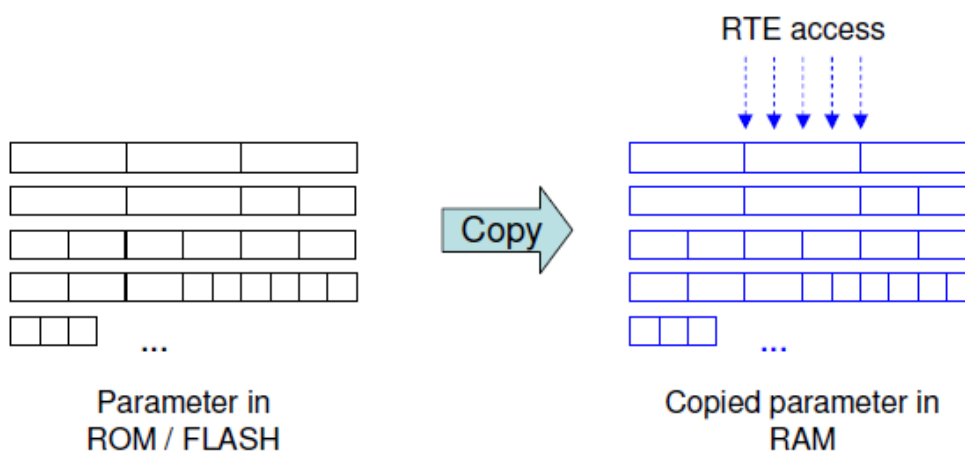 RTE access
Copy
...
...
Parameter in
ROM / FLASH
Copied parameter in
RAM